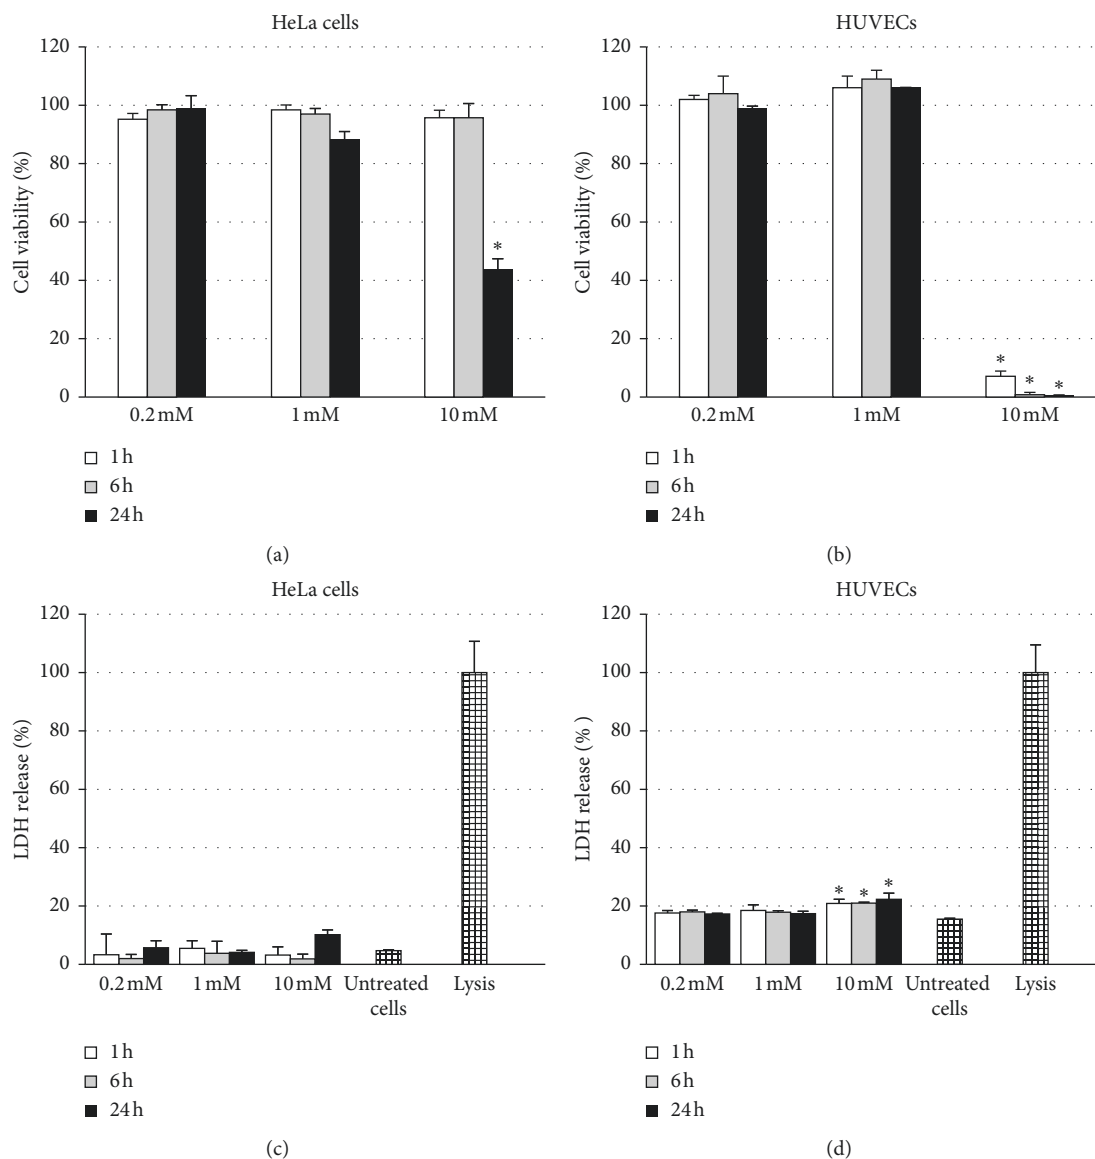 HeLa cells
120
100
80
60
40
20
0
Cell viability (%)
*
0.2 mM
1 mM
10 mM
1 h
6 h
24 h
(a)
HUVECs
120
100
80
60
40
20
0
Cell viability (%)
*
*
*
0.2 mM
1 mM
10 mM
1 h
6 h
24 h
(b)
HeLa cells
120
100
80
60
40
20
0
LDH release (%)
0.2 mM
1 mM
10 mM
Untreated
cells
Lysis
1 h
6 h
24 h
(c)
HUVECs
120
100
80
60
40
20
0
LDH release (% )
*
*
*
0.2 mM
1 mM
10 mM
Untreated
cells
Lysis
1 h
6 h
24 h
(d)